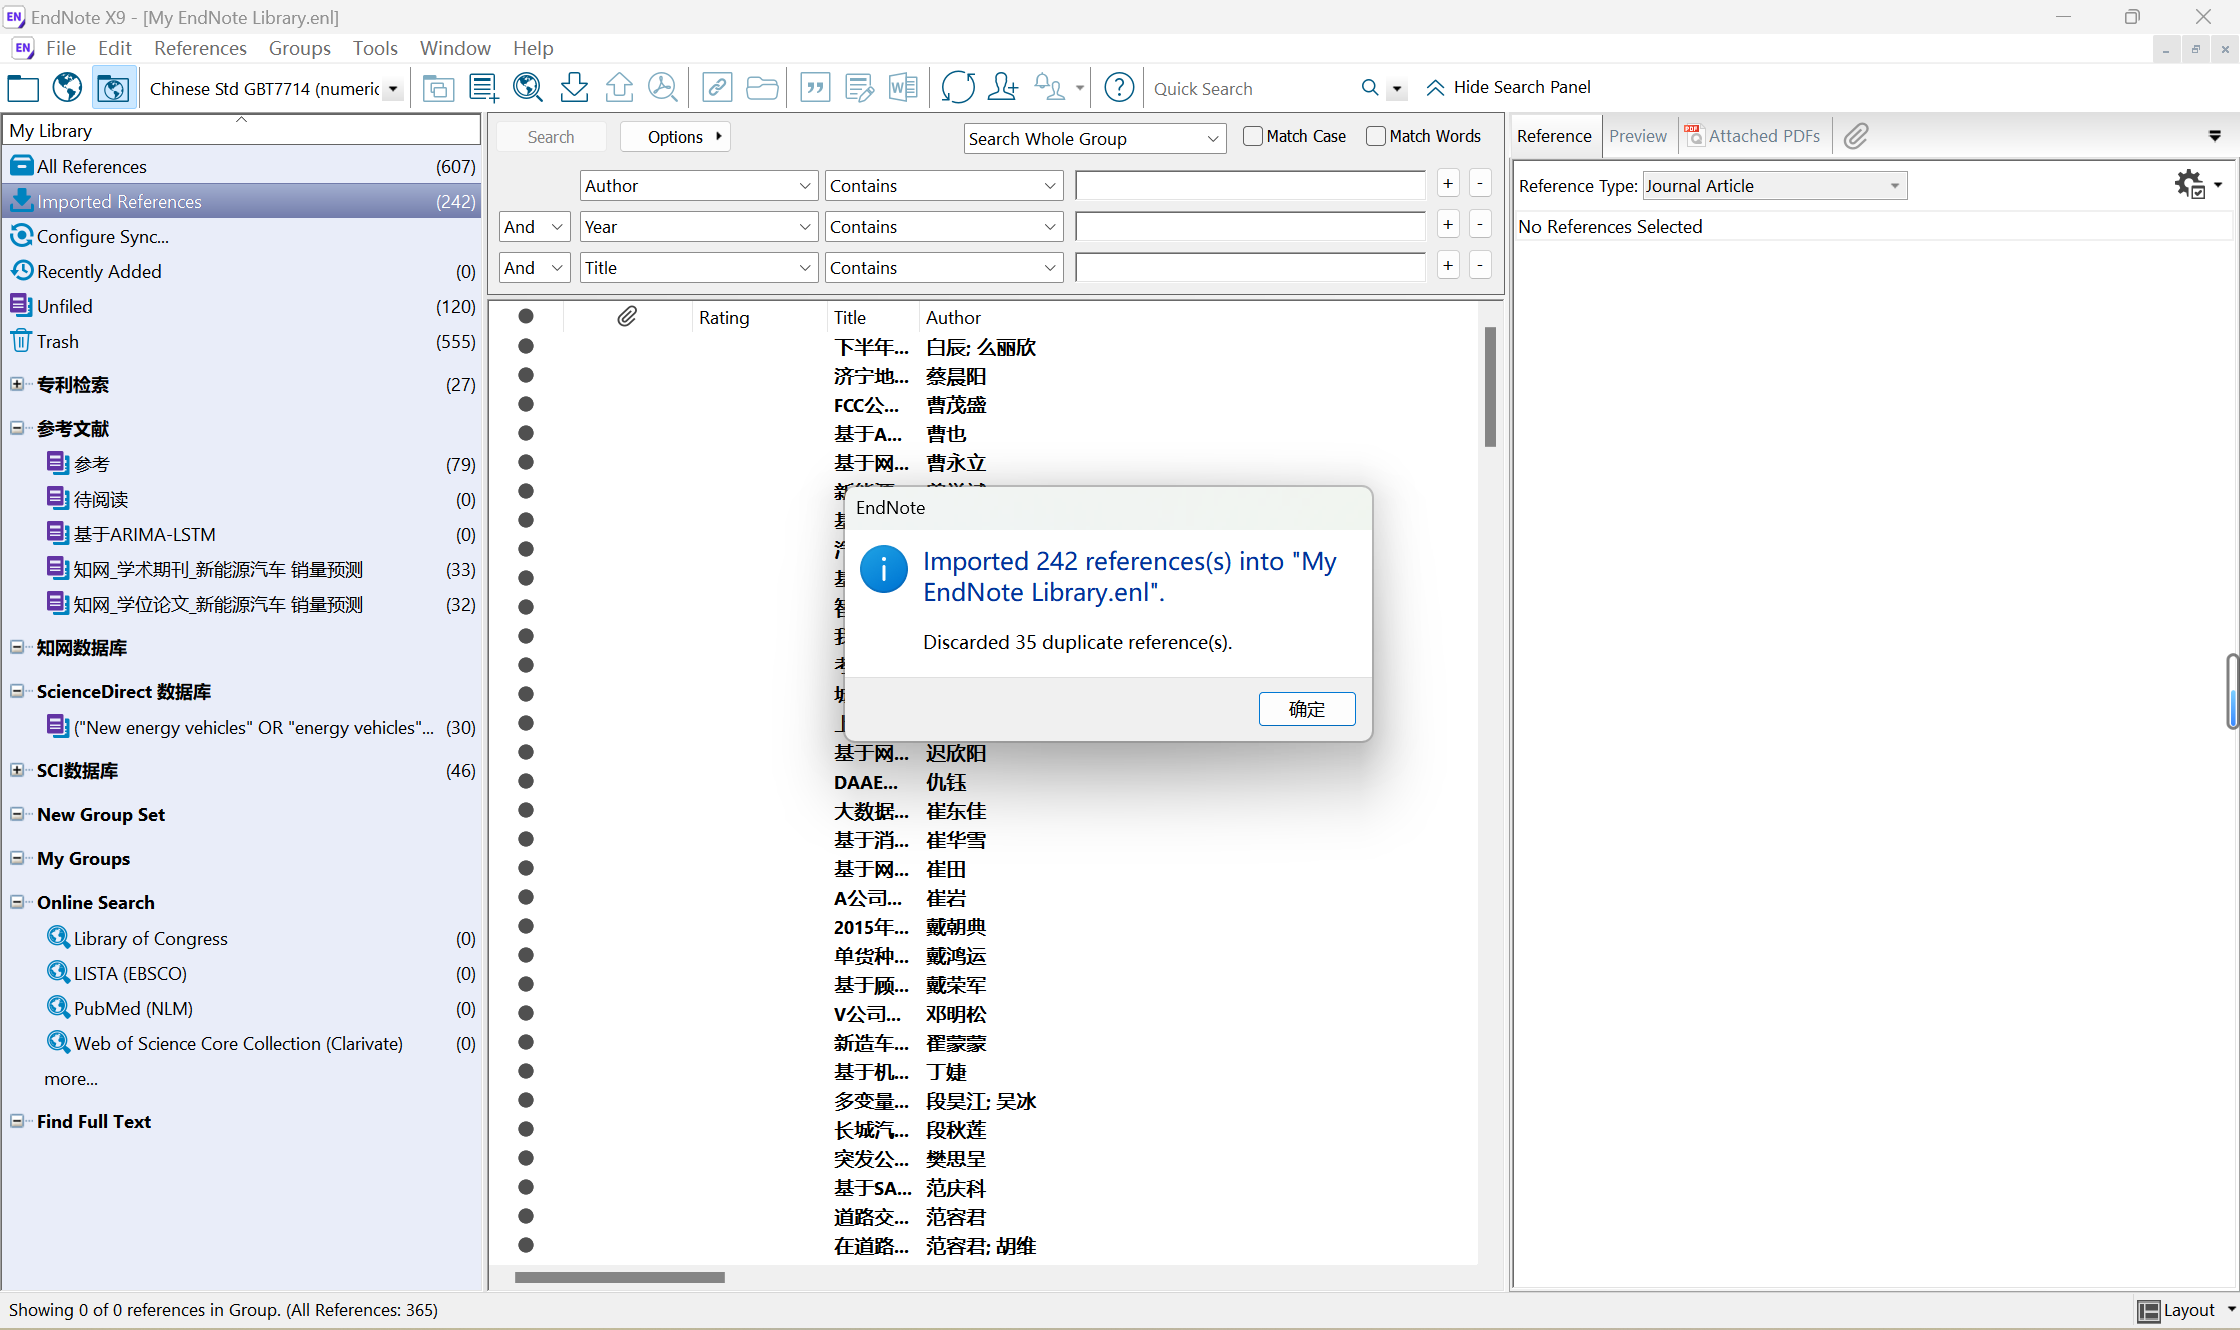 EndNote X9 - [My EndNote Library.enl]
File Edit References Groups Tools Window Help
Chinese Std GBT7714 (numeric
Quick Search
Hide Search Panel
My Library
All References (607)
Imported References (242)
Configure Sync...
Recently Added (0)
Unfiled (120)
Trash (555)
专利检索 (27)
参考文献
参考 (79)
待阅读 (0)
基于ARIMA-LSTM (0)
知网_学术期刊_新能源汽车 销量预测 (33)
知网_学位论文_新能源汽车 销量预测 (32)
知网数据库
ScienceDirect 数据库
("New energy vehicles" OR "energy vehicles"... (30)
SCI数据库 (46)
New Group Set
My Groups
Online Search
Library of Congress (0)
LISTA (EBSCO) (0)
PubMed (NLM) (0)
Web of Science Core Collection (Clarivate) (0)
more...
Find Full Text
Search Options Search Whole Group Match Case Match Words
Author Contains + -
And Year Contains + -
And Title Contains + -
Rating Title Author
下半年... 白辰; 么丽欣
济宁地... 蔡晨阳
FCC公... 曹茂盛
基于A... 曹也
基于网... 曹永立
EndNote
Imported 242 references(s) into "My
EndNote Library.enl".
Discarded 35 duplicate reference(s).
确定
基于网... 迟欣阳
DAAE... 仇钰
大数据... 崔东佳
基于消... 崔华雪
基于网... 崔田
A公司... 崔岩
2015年... 戴朝典
单货种... 戴鸿运
基于顾... 戴荣军
V公司... 邓明松
新造车... 翟蒙蒙
基于机... 丁婕
多变量... 段昊江; 吴冰
长城汽... 段秋莲
突发公... 樊思呈
基于SA... 范庆科
道路交... 范容君
在道路... 范容君; 胡维
Reference Preview Attached PDFs
Reference Type: Journal Article
No References Selected
Showing 0 of 0 references in Group. (All References: 365)
Layout